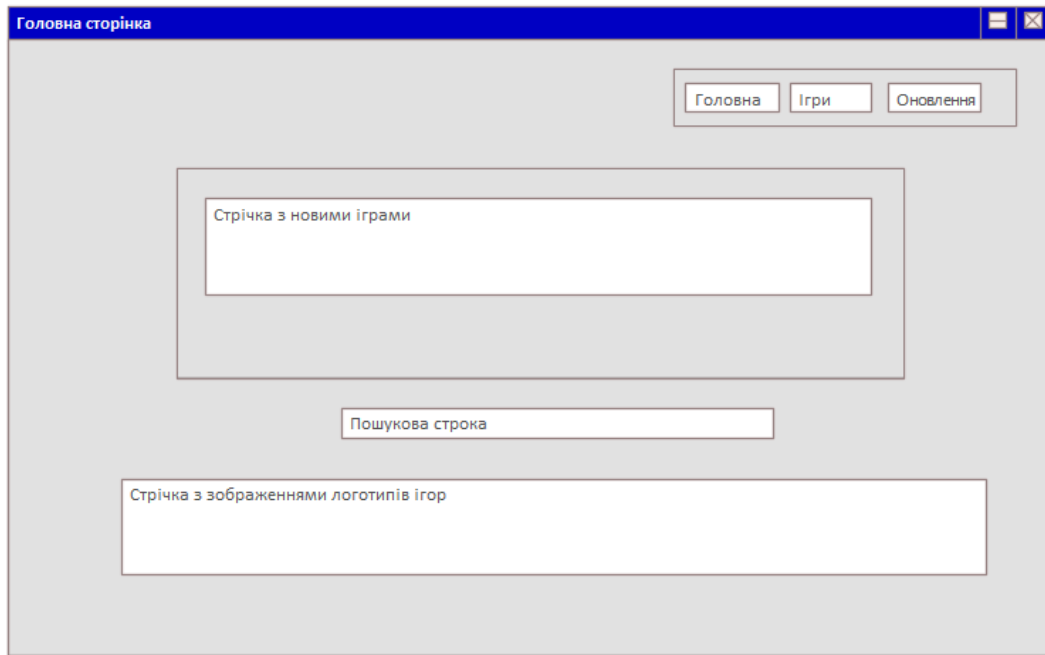 Головна сторінка
Головна Ігри Оновлення
Стрічка з новими іграми
Пошукова строка
Стрічка з зображеннями логотипів ігор